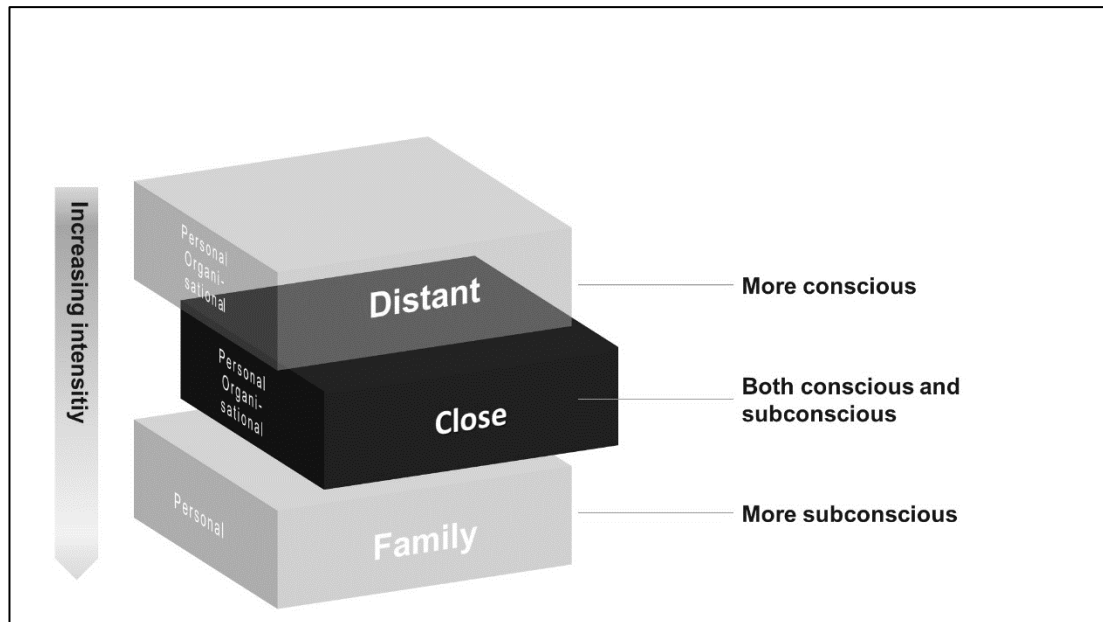 Increasing intensitiy
Personal
Organi-
sational
Distant
More conscious
Personal
Organi-
sational
Close
Both conscious and
subconscious
Personal
Family
More subconscious